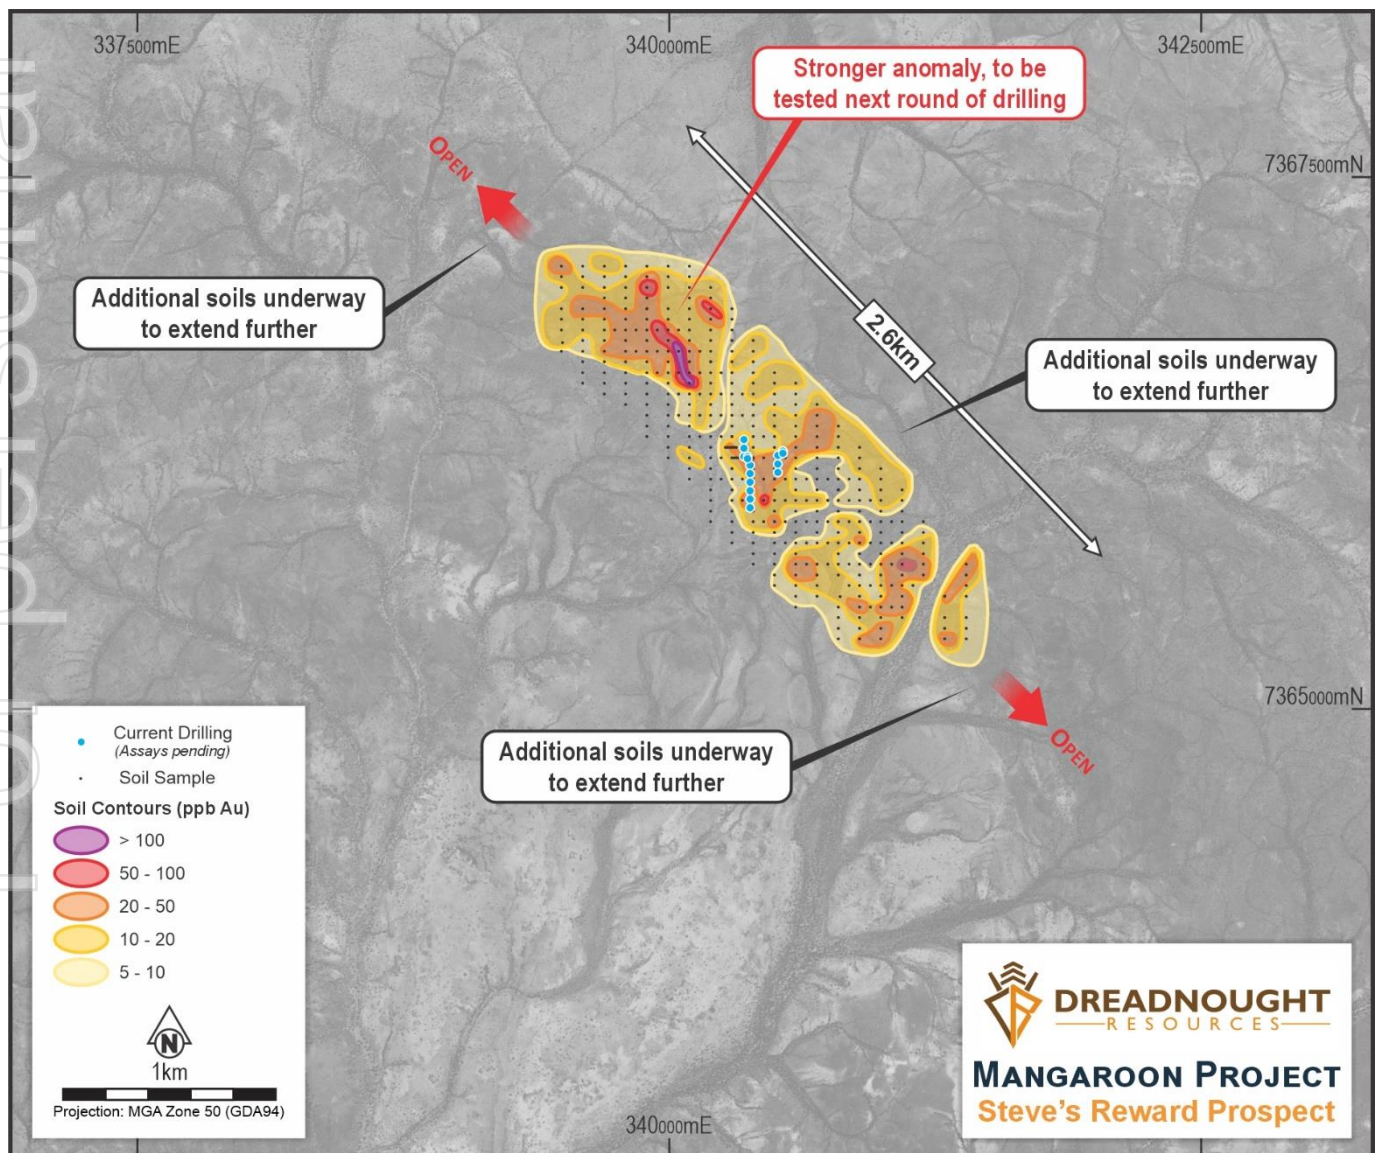 337500mE
340000mE
342500mE
Stronger anomaly, to be
tested next round of drilling
OPEN
7367500mN
Additional soils underway
to extend further
2.6km
Additional soils underway
to extend further
7365000mN
OPEN
Additional soils underway
to extend further
Current Drilling
(Assays pending)
Soil Sample
Soil Contours (ppb Au)
> 100
50 - 100
20 - 50
10 - 20
5 - 10
N
1km
Projection: MGA Zone 50 (GDA94)
340000mE
DREADNOUGHT
RESOURCES
MANGAROON PROJECT
Steve's Reward Prospect
personal